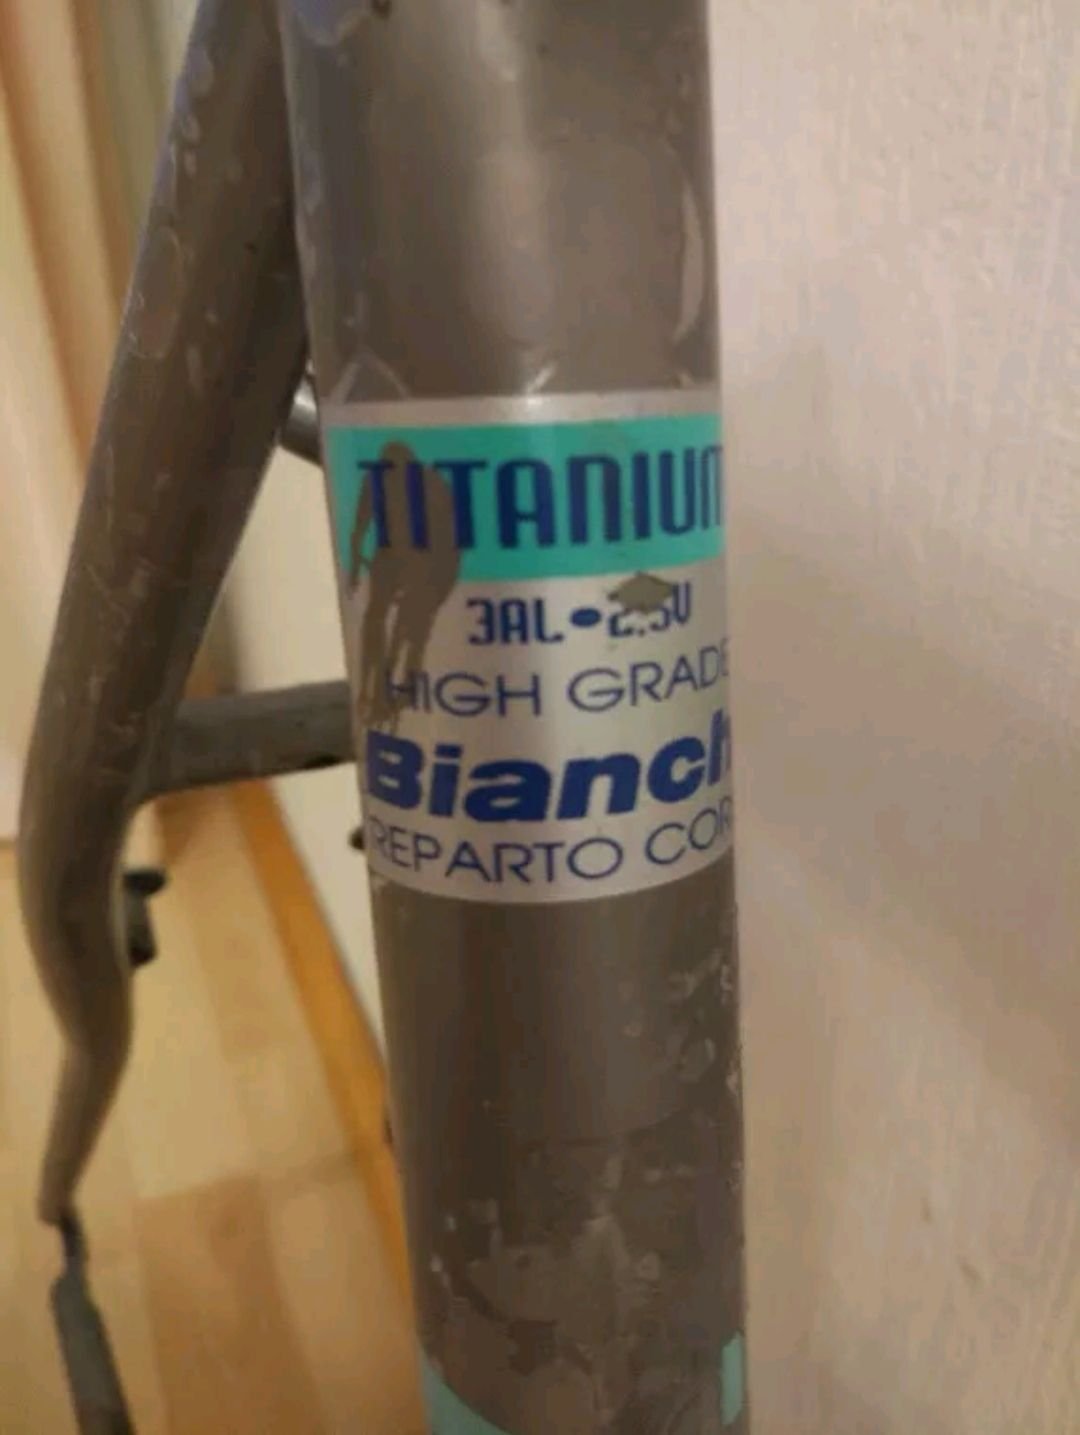 TITANIUM
3AL•2.5V
HIGH GRADE
Bianch
REPARTO COR